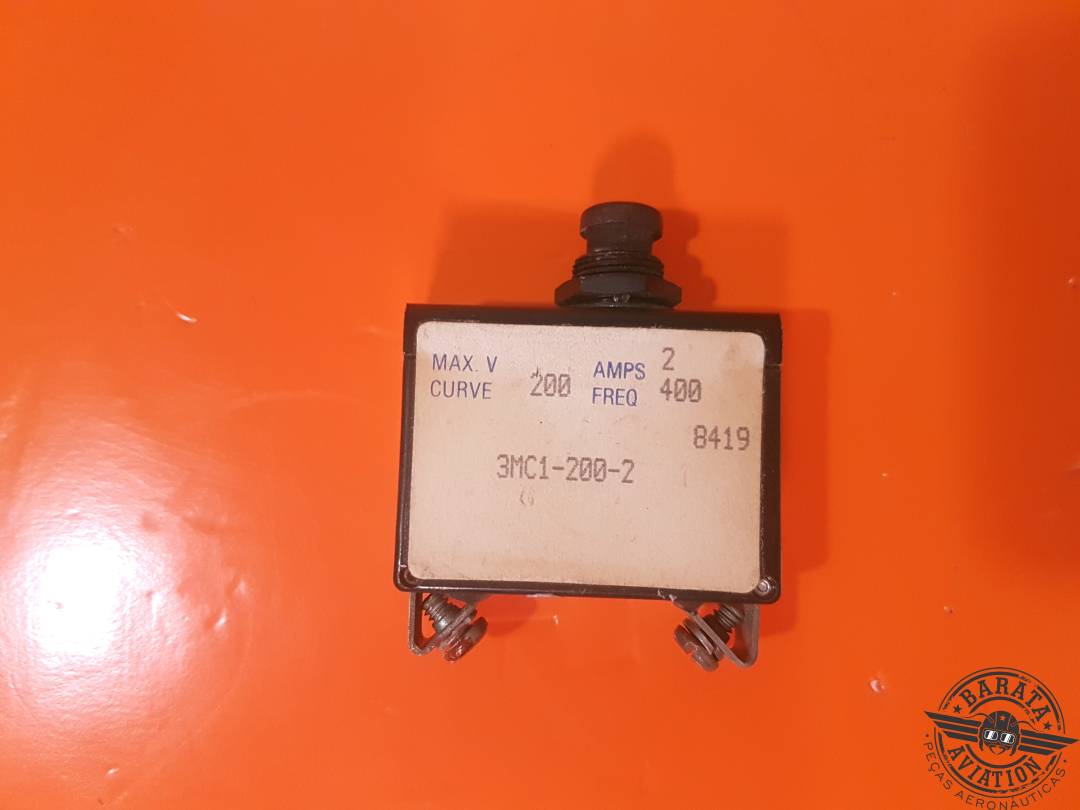 MAX. V AMPS 2
CURVE 200 FREQ 400
8419
3MC1-200-2
BARATA
AVIATION
PEÇAS AERONÁUTICAS